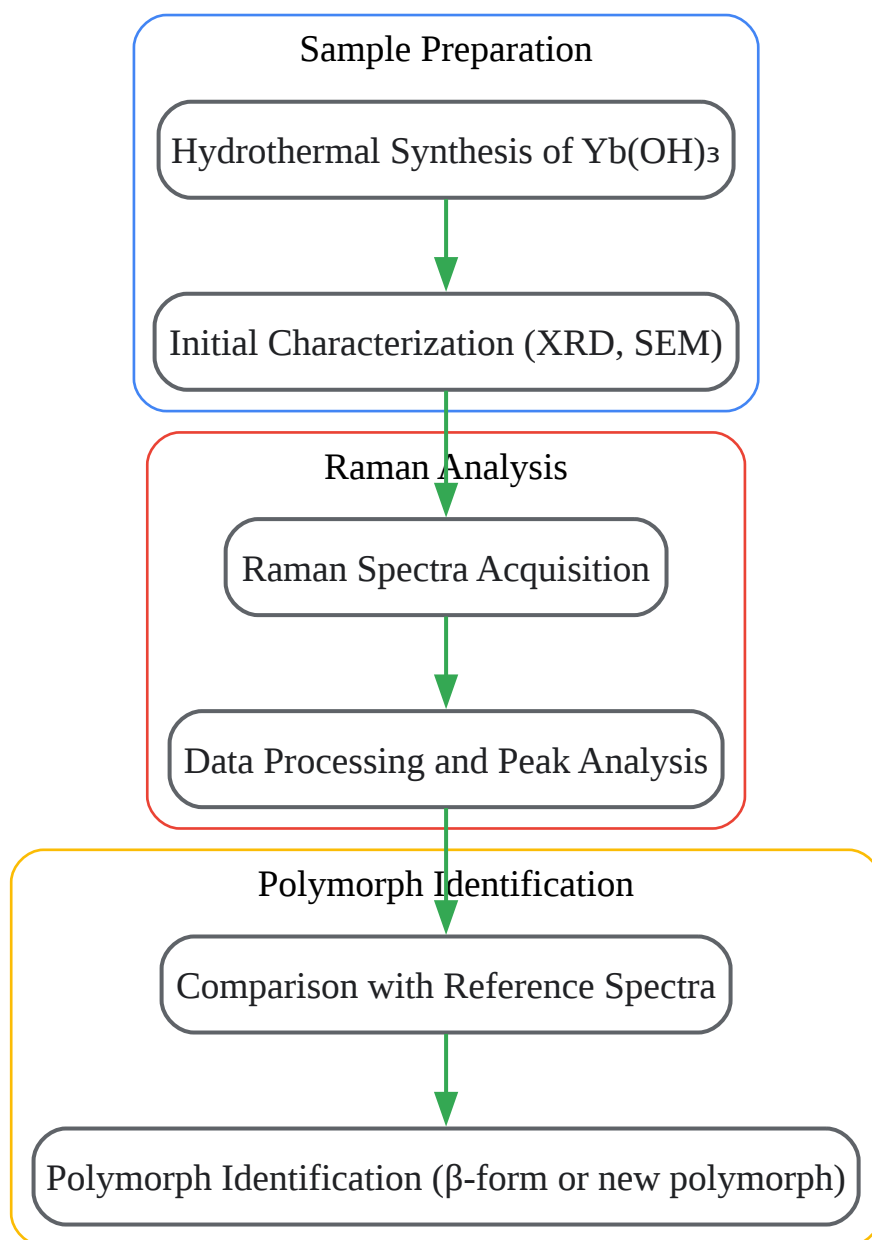 Sample Preparation
Hydrothermal Synthesis of Yb(OH)₃
Initial Characterization (XRD, SEM)
Raman Analysis
Raman Spectra Acquisition
Data Processing and Peak Analysis
Polymorph Identification
Comparison with Reference Spectra
Polymorph Identification (β-form or new polymorph)